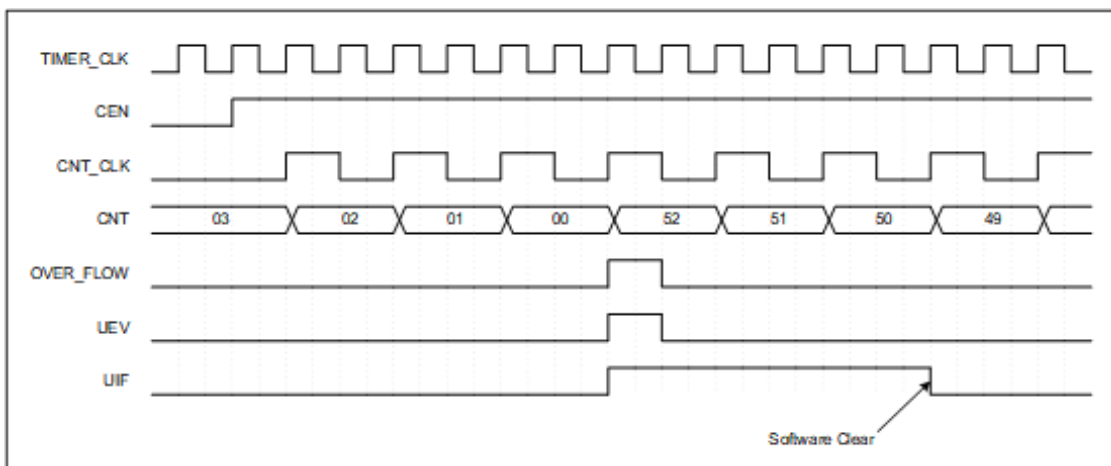 TIMER_CLK
CEN
CNT_CLK
CNT 03 02 01 00 52 51 50 49
OVER_FLOW
UEV
UIF
Software Clear